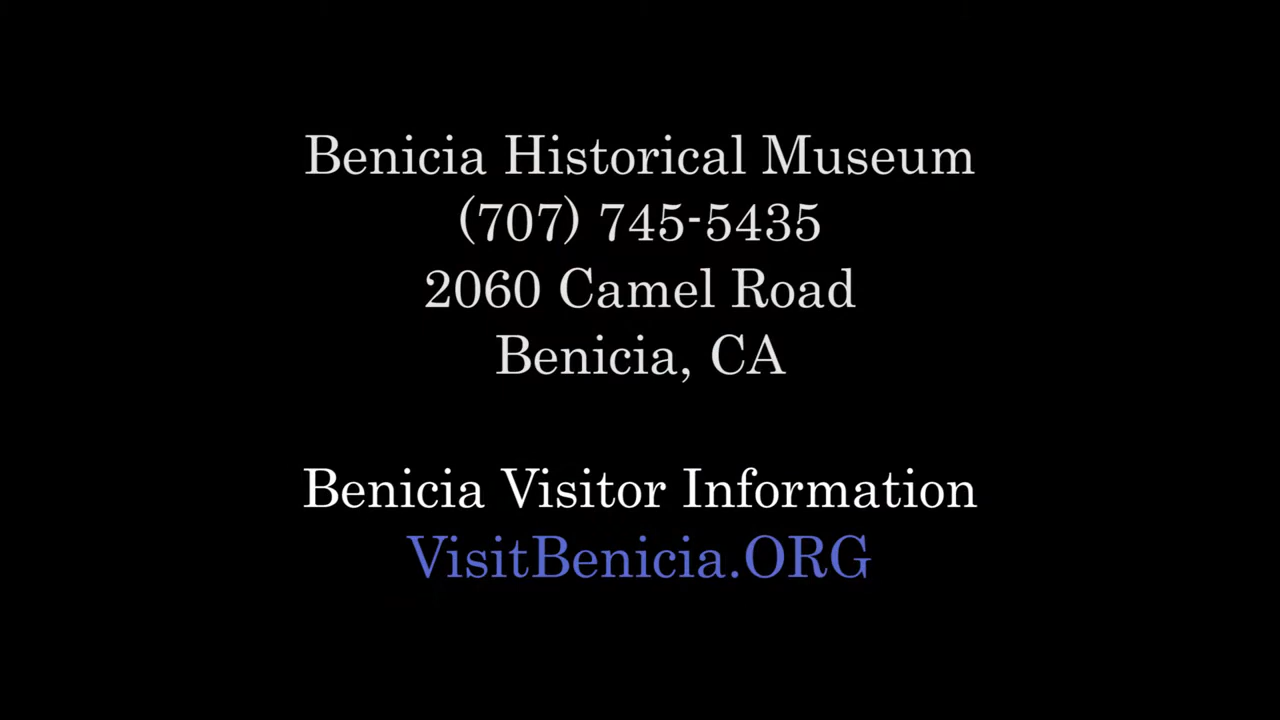 Benicia Historical Museum
(707) 745-5435
2060 Camel Road
Benicia, CA
Benicia Visitor Information
VisitBenicia.ORG